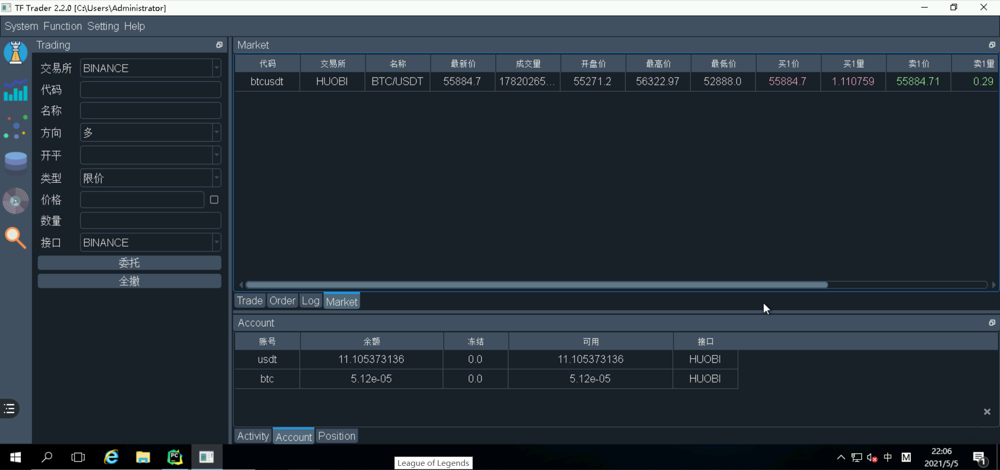 TF Trader 2.2.0 [C:\Users\Administrator]
System Function Setting Help
Trading
交易所 BINANCE
代码
名称
方向 多
开平
类型 限价
价格
数量
接口 BINANCE
委托
全撤
Market
代码 交易所 名称 最新价 成交量 开盘价 最高价 最低价 买1价 买1量 卖1价 卖1量
btcusdt HUOBI BTC/USDT 55884.7 17820265... 55271.2 56322.97 52888.0 55884.7 1.110759 55884.71 0.29
Trade Order Log Market
Account
账号 余额 冻结 可用 接口
usdt 11.105373136 0.0 11.105373136 HUOBI
btc 5.12e-05 0.0 5.12e-05 HUOBI
Activity Account Position
PC
League of Legends
中 M
22:06
2021/5/5
1